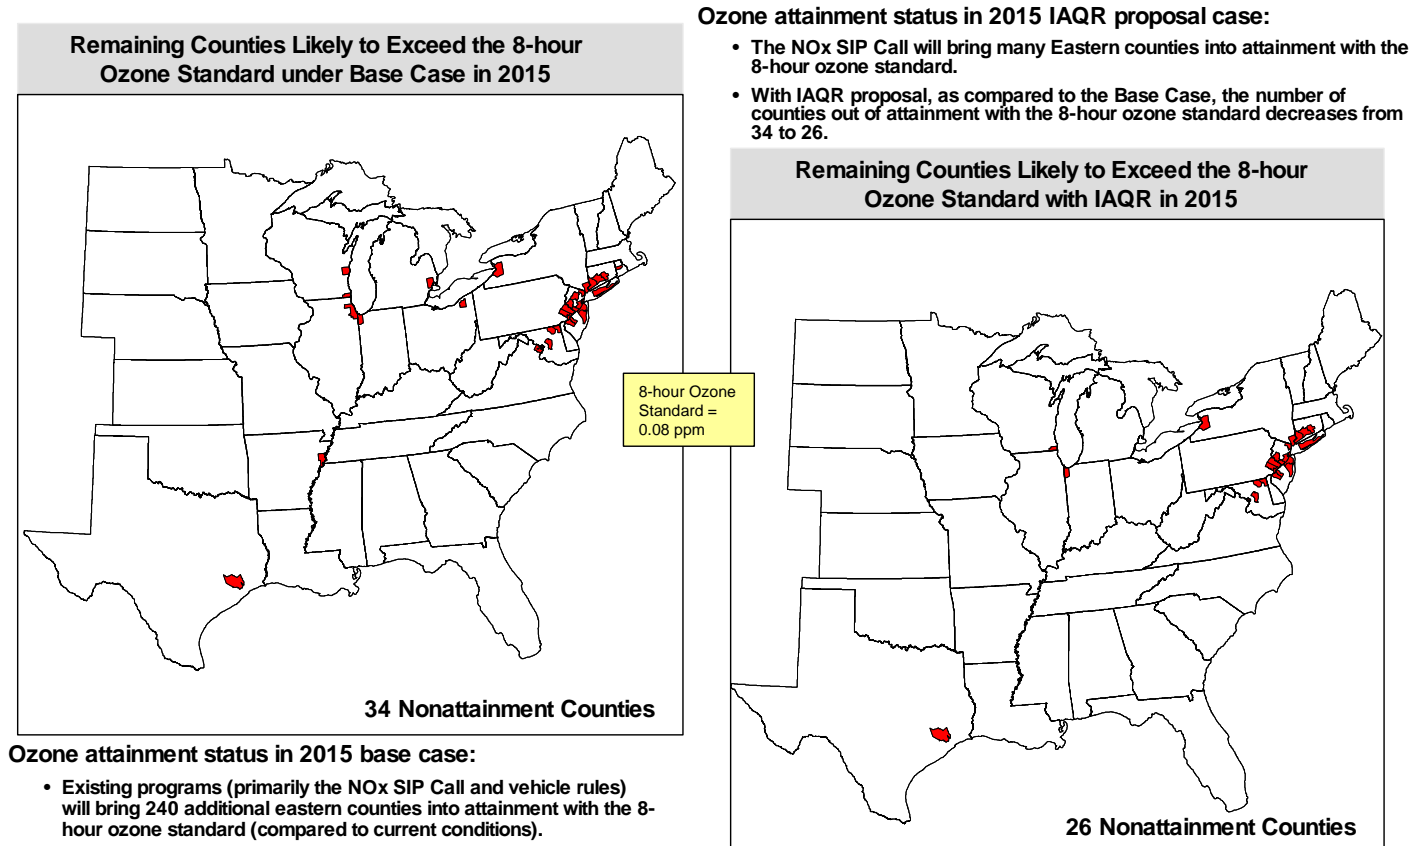 Remaining Counties Likely to Exceed the 8-hour
Ozone Standard under Base Case in 2015
34 Nonattainment Counties
Ozone attainment status in 2015 base case:
• Existing programs (primarily the NOx SIP Call and vehicle rules)
will bring 240 additional eastern counties into attainment with the 8-
hour ozone standard (compared to current conditions).
8-hour Ozone
Standard =
0.08 ppm
Ozone attainment status in 2015 IAQR proposal case:
• The NOx SIP Call will bring many Eastern counties into attainment with the
8-hour ozone standard.
• With IAQR proposal, as compared to the Base Case, the number of
counties out of attainment with the 8-hour ozone standard decreases from
34 to 26.
Remaining Counties Likely to Exceed the 8-hour
Ozone Standard with IAQR in 2015
26 Nonattainment Counties